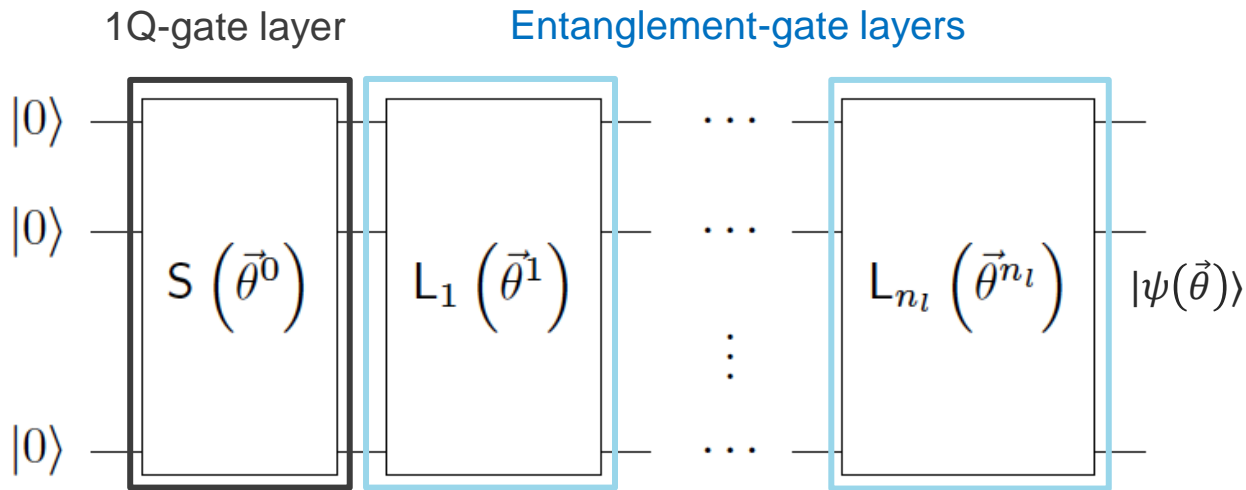 1Q-gate layer Entanglement-gate layers
|0⟩ ···
|0⟩ ···
S (θ⃗⁰) L₁ (θ⃗¹) L_{n_l} (θ⃗^{n_l}) |ψ(θ⃗)⟩
⋮
|0⟩ ···